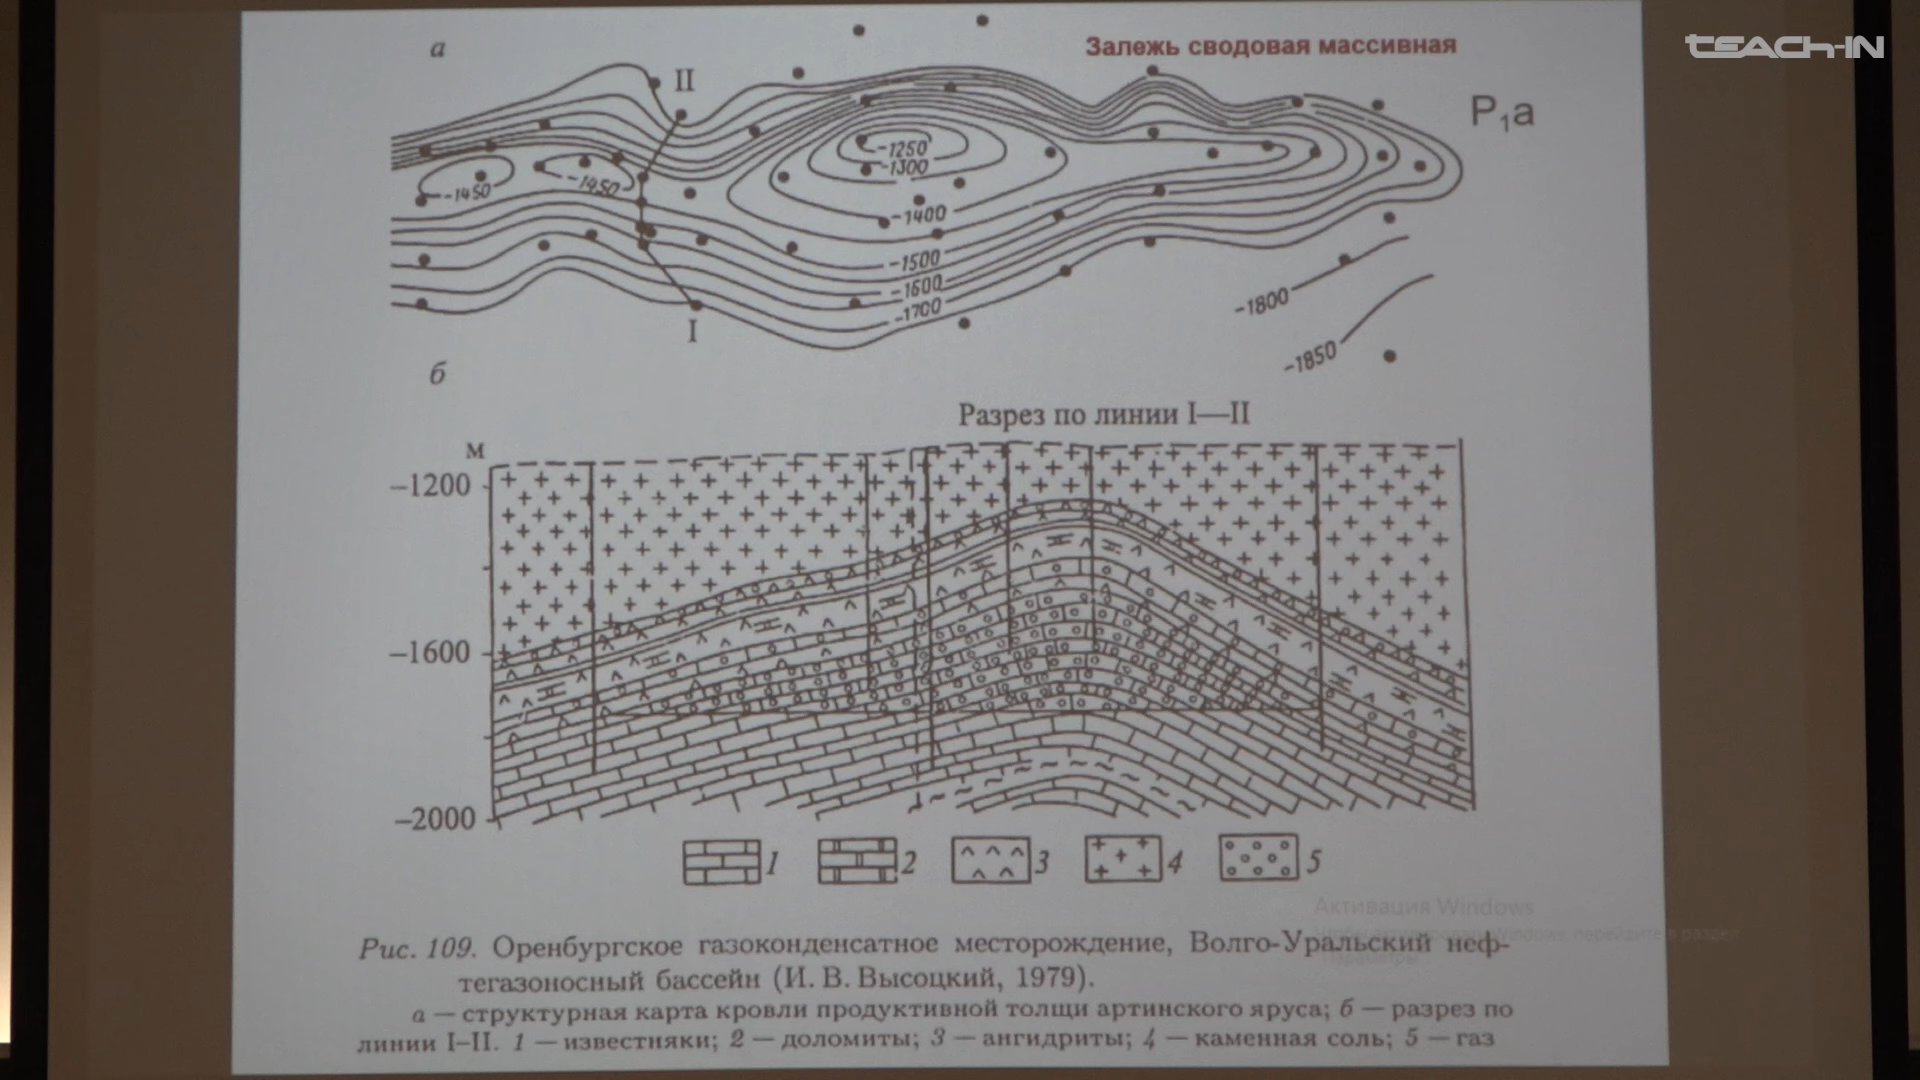 а
Залежь сводовая массивная
TEACH-IN
II
P₁a
-1250
-1300
-1450
-1450
-1400
-1500
-1600
-1700
-1800
-1850
I
б
Разрез по линии I—II
м
−1200
−1600
−2000
1
2
3
4
5
Активация Windows
Рис. 109. Оренбургское газоконденсатное месторождение, Волго-Уральский неф-
тегазоносный бассейн (И. В. Высоцкий, 1979).
а — структурная карта кровли продуктивной толщи артинского яруса; б — разрез по
линии I–II. 1 — известняки; 2 — доломиты; 3 — ангидриты; 4 — каменная соль; 5 — газ